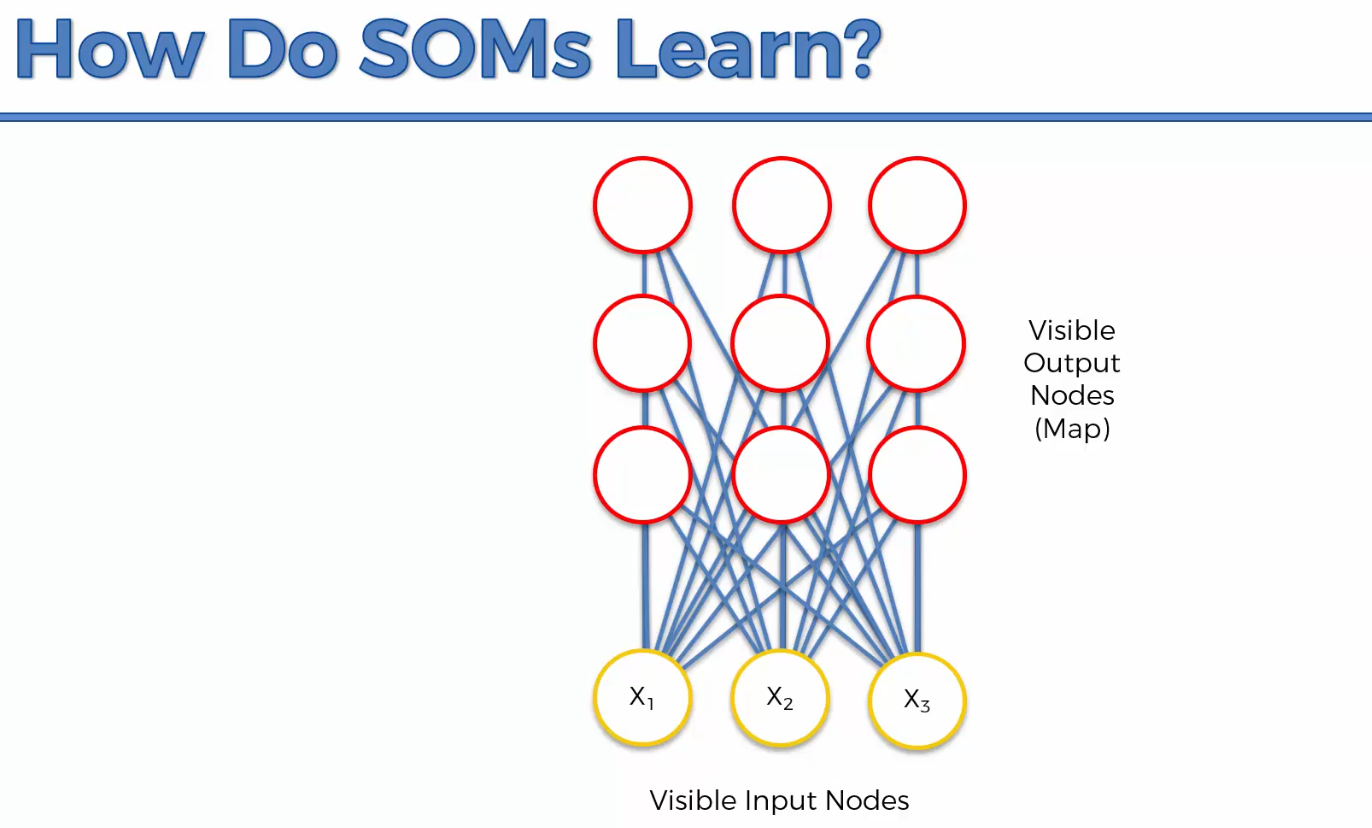 How Do SOMs Learn?
Visible
Output
Nodes
(Map)
X₁ X₂ X₃
Visible Input Nodes